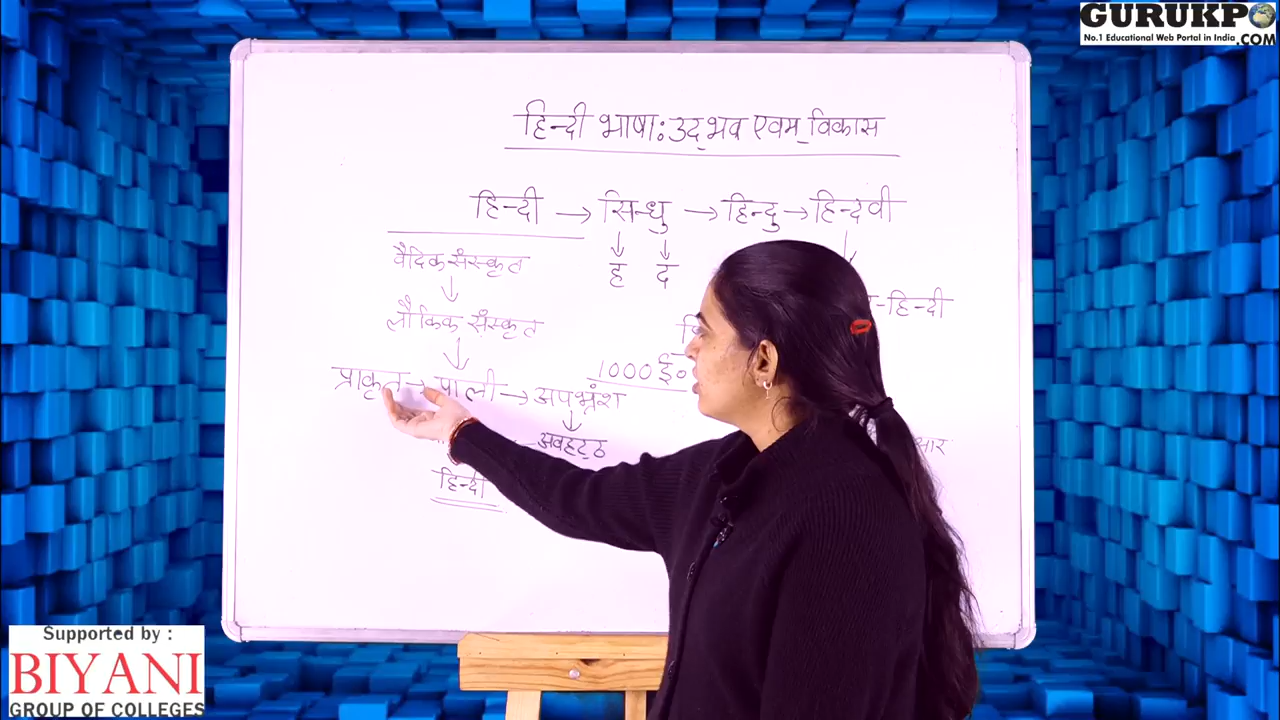 GURUKPO
No.1 Educational Web Portal in India
.COM
हिन्दी भाषा: उद्भव एवम् विकास
हिन्दी → सिन्धु → हिन्दु → हिन्दवी
↓ ↓ ↓
ह द
वैदिक संस्कृत
↓
-हिन्दी
लौकिक संस्कृत
↓
1000 ई०
प्राकृत → पाली → अपभ्रंश
↓
अवहट्ठ
हिन्दी
Supported by :
BIYANI
GROUP OF COLLEGES